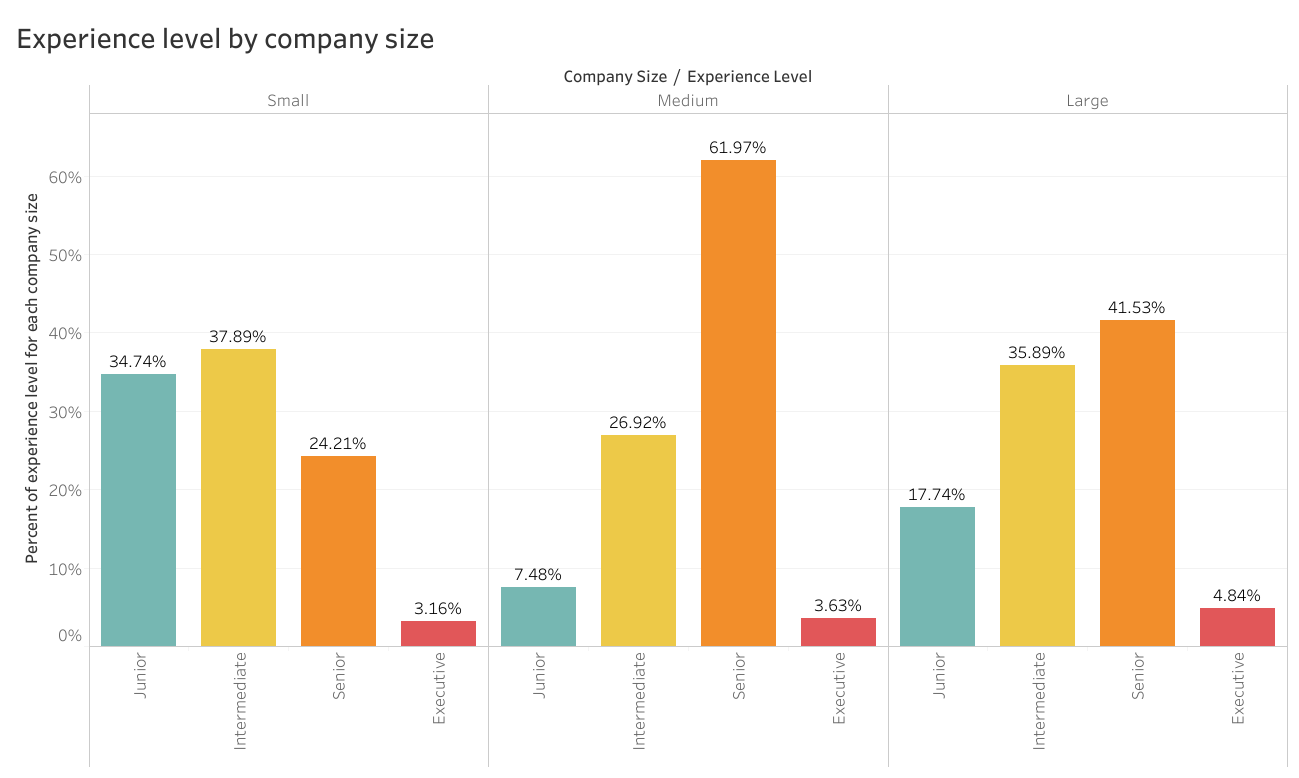 Experience level by company size
Company Size / Experience Level
Small
Medium
Large
Percent of experience level for each company size
60%
50%
40%
30%
20%
10%
0%
34.74%
37.89%
24.21%
3.16%
7.48%
26.92%
61.97%
3.63%
17.74%
35.89%
41.53%
4.84%
Junior
Intermediate
Senior
Executive
Junior
Intermediate
Senior
Executive
Junior
Intermediate
Senior
Executive